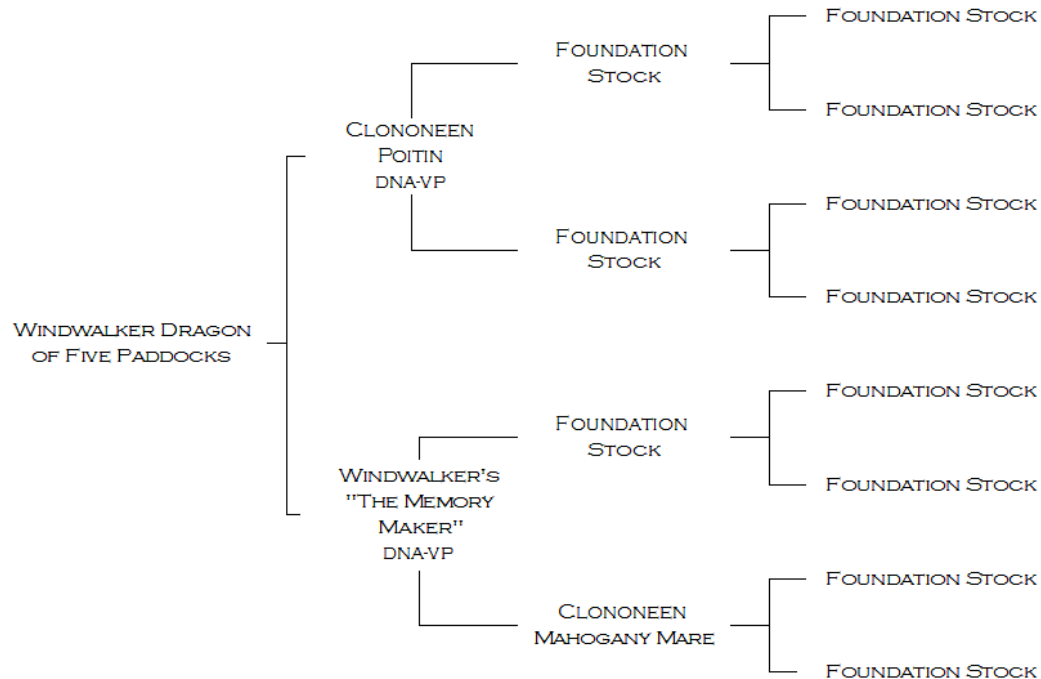 Foundation Stock
Foundation
Stock
Foundation Stock
Clononeen
Poitin
DNA-VP
Foundation Stock
Foundation
Stock
Foundation Stock
Windwalker Dragon
of Five Paddocks
Foundation Stock
Foundation
Stock
Foundation Stock
Windwalker's
"The Memory
Maker"
DNA-VP
Foundation Stock
Clononeen
Mahogany Mare
Foundation Stock